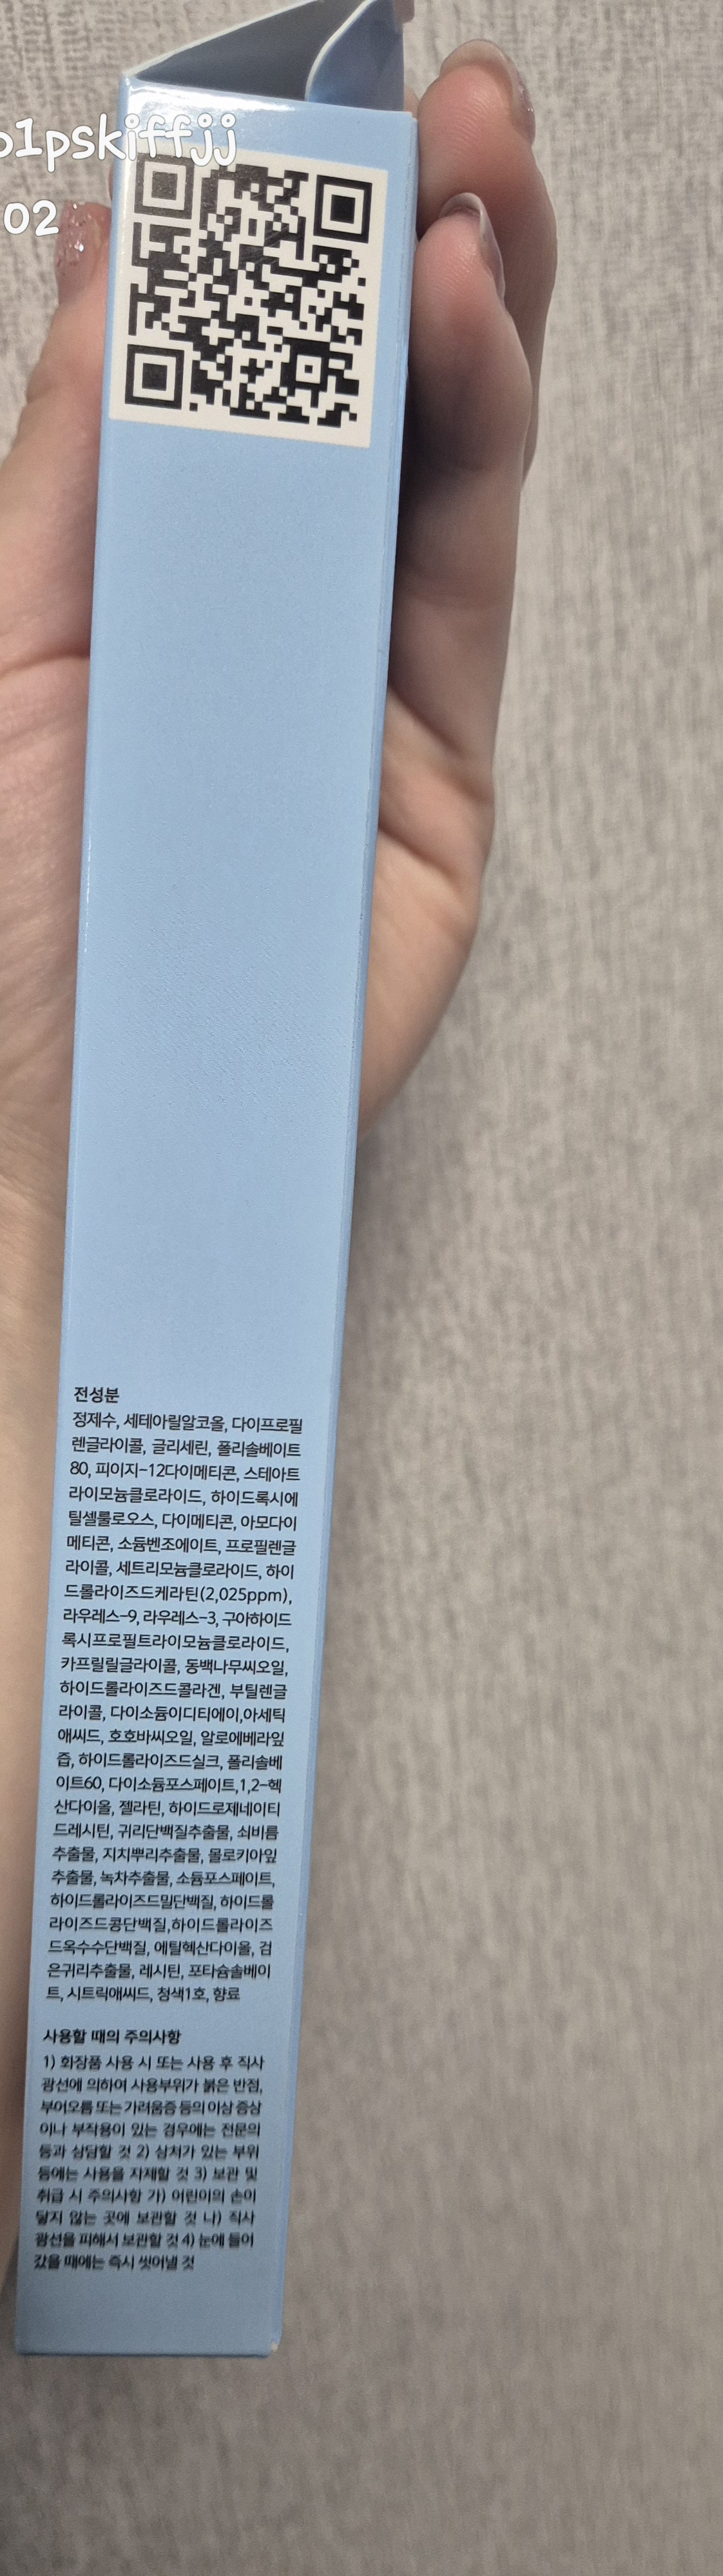 o1pskiffjj
02
전성분
정제수, 세테아릴알코올, 다이프로필
렌글라이콜, 글리세린, 폴리솔베이트
80, 피이지-12다이메티콘, 스테아트
라이모늄클로라이드, 하이드록시에
틸셀룰로오스, 다이메티콘, 아모다이
메티콘, 소듐벤조에이트, 프로필렌글
라이콜, 세트리모늄클로라이드, 하이
드롤라이즈드케라틴(2,025ppm),
라우레스-9, 라우레스-3, 구아하이드
록시프로필트라이모늄클로라이드,
카프릴릴글라이콜, 동백나무씨오일,
하이드롤라이즈드콜라겐, 부틸렌글
라이콜, 다이소듐이디티에이,아세틱
애씨드, 호호바씨오일, 알로에베라잎
즙, 하이드롤라이즈드실크, 폴리솔베
이트60, 다이소듐포스페이트,1,2-헥
산다이올, 젤라틴, 하이드로제네이티
드레시틴, 귀리단백질추출물, 쇠비름
추출물, 지치뿌리추출물, 몰로키아잎
추출물, 녹차추출물, 소듐포스페이트,
하이드롤라이즈드밀단백질, 하이드롤
라이즈드콩단백질,하이드롤라이즈
드옥수수단백질, 에틸헥산다이올, 검
은귀리추출물, 레시틴, 포타슘솔베이
트, 시트릭애씨드, 청색1호, 향료
사용할 때의 주의사항
1) 화장품 사용 시 또는 사용 후 직사
광선에 의하여 사용부위가 붉은 반점,
부어오름 또는 가려움증 등의 이상 증상
이나 부작용이 있는 경우에는 전문의
등과 상담할 것 2) 상처가 있는 부위
등에는 사용을 자제할 것 3) 보관 및
취급 시 주의사항 가) 어린이의 손이
닿지 않는 곳에 보관할 것 나) 직사
광선을 피해서 보관할 것 4) 눈에 들어
갔을 때에는 즉시 씻어낼 것